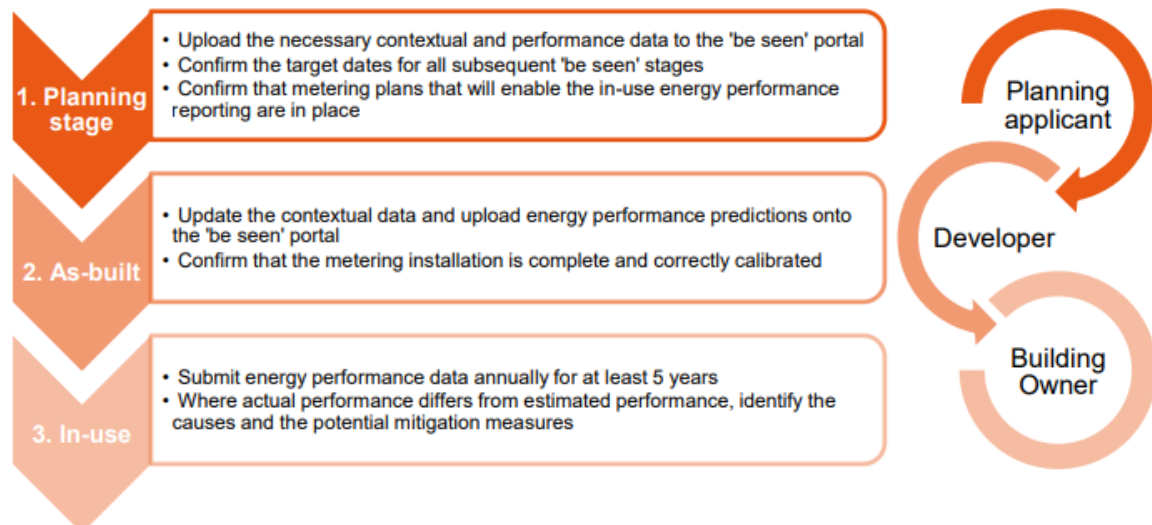 • Upload the necessary contextual and performance data to the 'be seen' portal
• Confirm the target dates for all subsequent 'be seen' stages
• Confirm that metering plans that will enable the in-use energy performance
reporting are in place
1. Planning
stage
Planning
applicant
• Update the contextual data and upload energy performance predictions onto
the 'be seen' portal
• Confirm that the metering installation is complete and correctly calibrated
2. As-built
Developer
• Submit energy performance data annually for at least 5 years
• Where actual performance differs from estimated performance, identify the
causes and the potential mitigation measures
3. In-use
Building
Owner